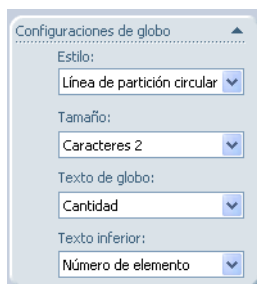 Configuraciones de globo
Estilo:
Línea de partición circular
Tamaño:
Caracteres 2
Texto de globo:
Cantidad
Texto inferior:
Número de elemento